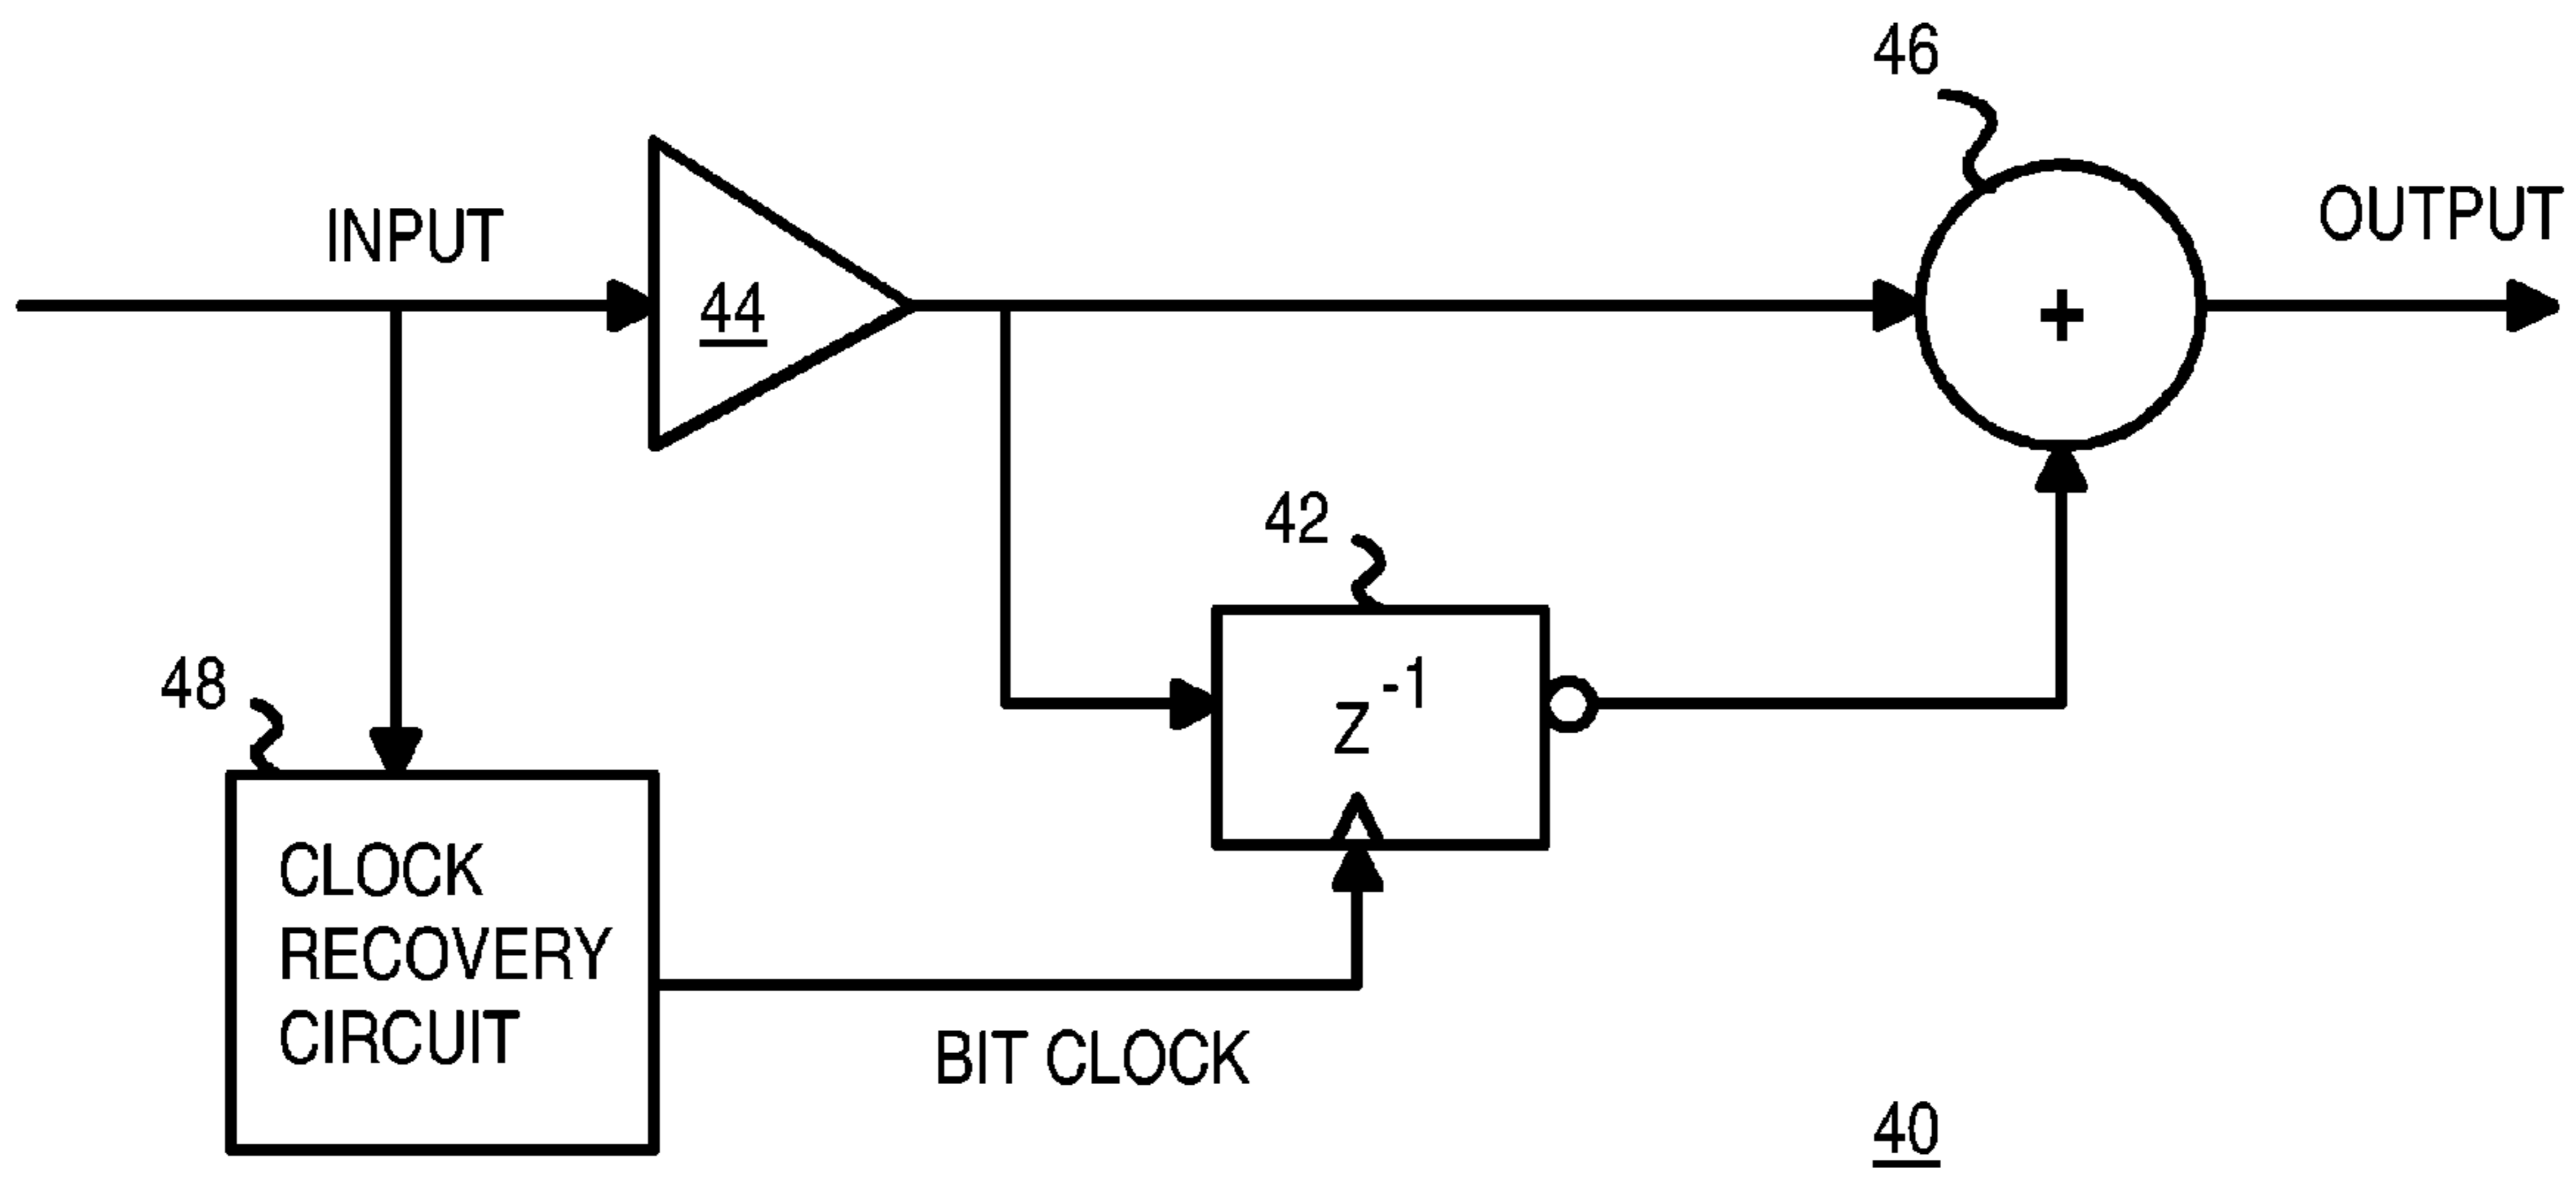 46
INPUT
OUTPUT
44
+
42
48
Z^-1
CLOCK
RECOVERY
CIRCUIT
BIT CLOCK
40